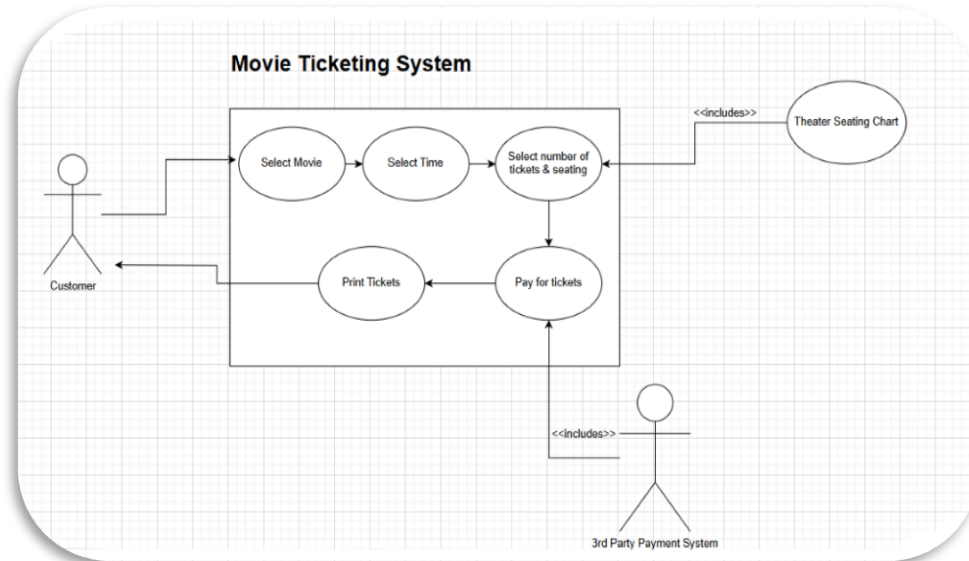 Movie Ticketing System
<<includes>>
Theater Seating Chart
Select Movie
Select Time
Select number of
tickets & seating
Customer
Print Tickets
Pay for tickets
<<includes>>
3rd Party Payment System